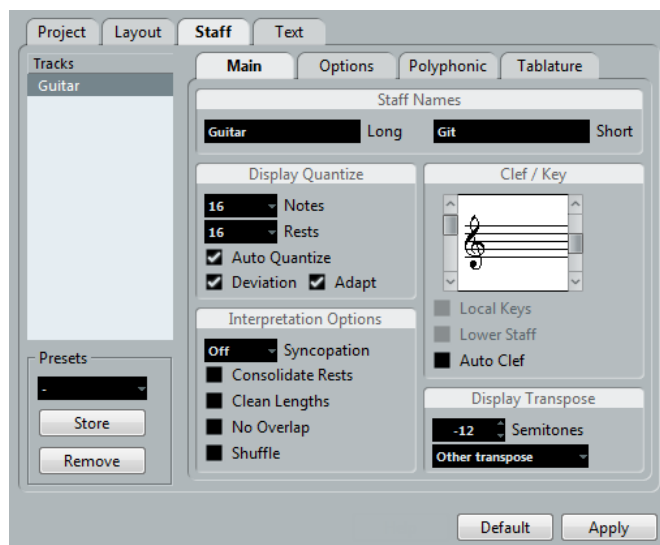 Project Layout Staff Text
Tracks
Guitar
Main Options Polyphonic Tablature
Staff Names
Guitar Long Git Short
Display Quantize
16 Notes
16 Rests
Auto Quantize
Deviation Adapt
Clef / Key
Local Keys
Lower Staff
Auto Clef
Interpretation Options
Off Syncopation
Consolidate Rests
Clean Lengths
No Overlap
Shuffle
Display Transpose
-12 Semitones
Other transpose
Presets
-
Store
Remove
Default Apply